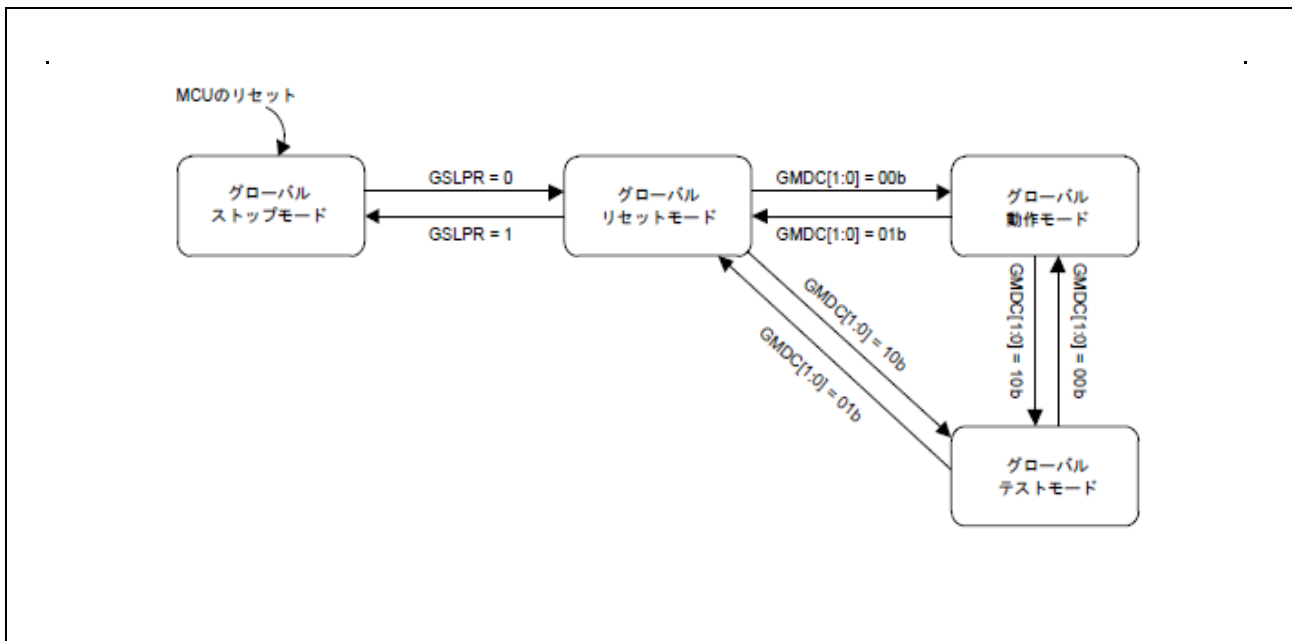 MCUのリセット
グローバル
ストップモード
GSLPR = 0
GSLPR = 1
グローバル
リセットモード
GMDC[1:0] = 00b
GMDC[1:0] = 01b
グローバル
動作モード
GMDC[1:0] = 10b
GMDC[1:0] = 01b
GMDC[1:0] = 10b
GMDC[1:0] = 00b
グローバル
テストモード